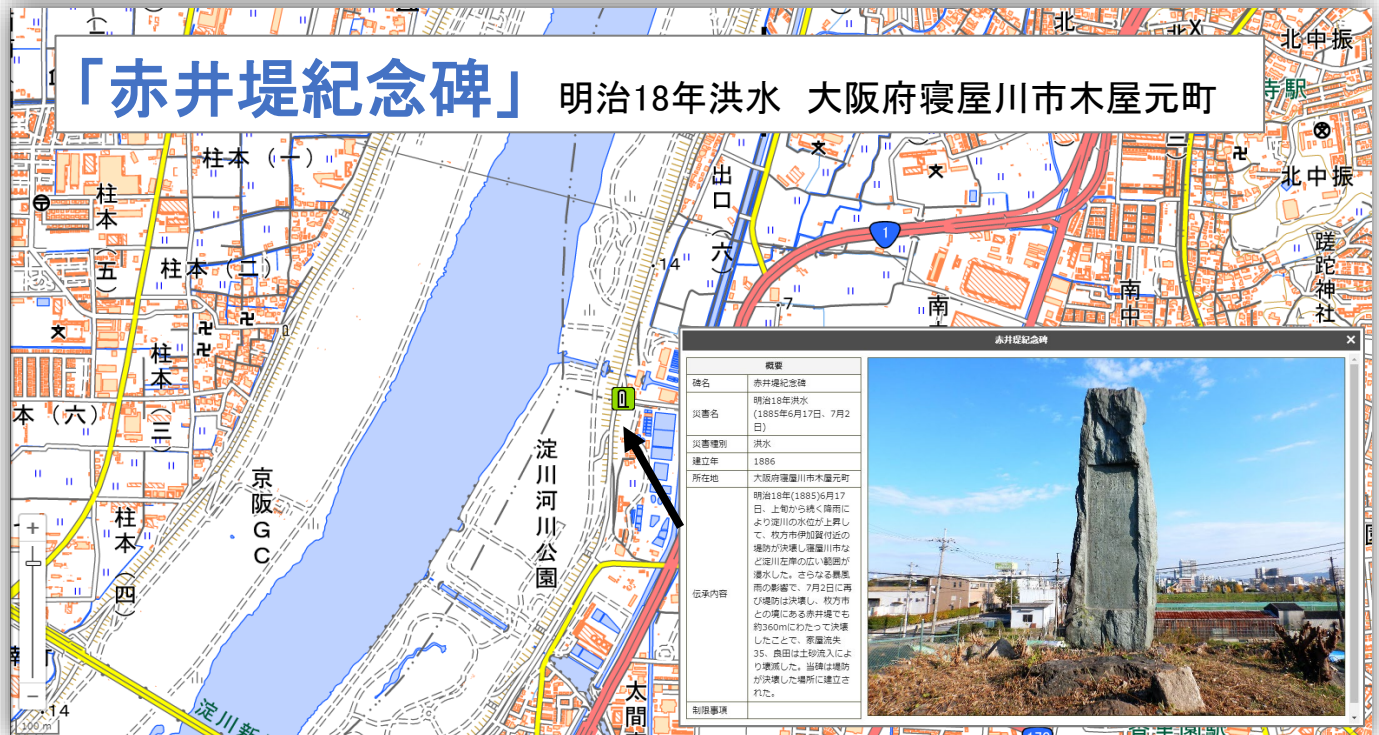 「赤井堤紀念碑」 明治18年洪水 大阪府寝屋川市木屋元町
北中振
寺駅
北中振
柱本（一）
柱本（五）
柱本（二）
柱本（三）
本（六）
柱本（四）
京阪GC
淀川河川公園
出口（六）
・14
・7
1
南中
蹉跎神社
太間
淀川新
・14
100 m
赤井堤紀念碑
概要
碑名 赤井堤紀念碑
災害名 明治18年洪水
(1885年6月17日、7月2
日)
災害種別 洪水
建立年 1886
所在地 大阪府寝屋川市木屋元町
伝承内容 明治18年(1885)6月17
日、上旬から続く降雨に
より淀川の水位が上昇し
て、枚方市伊加賀付近の
堤防が決壊し寝屋川市な
ど淀川左岸の広い範囲が
浸水した。さらなる暴風
雨の影響で、7月2日に再
び堤防は決壊し、枚方市
との境にある赤井堤でも
約360mにわたって決壊
したことで、家屋流失
35、良田は土砂流入によ
り壊滅した。当碑は堤防
が決壊した場所に建立さ
れた。
制限事項
170
香里園駅